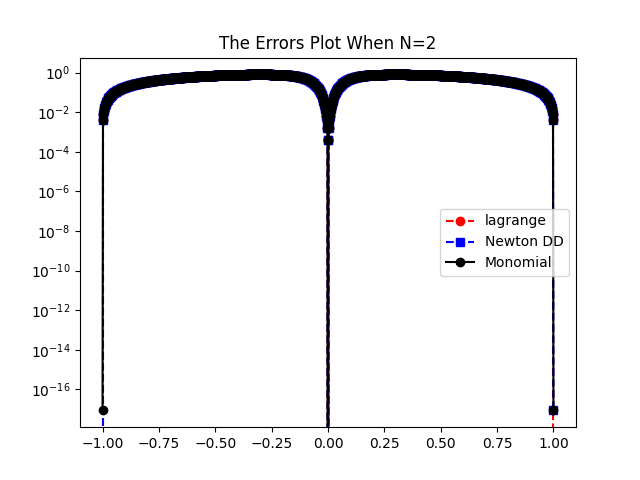 The Errors Plot When N=2
10⁰
10⁻²
10⁻⁴
10⁻⁶
10⁻⁸
10⁻¹⁰
10⁻¹²
10⁻¹⁴
10⁻¹⁶
lagrange
Newton DD
Monomial
−1.00 −0.75 −0.50 −0.25 0.00 0.25 0.50 0.75 1.00